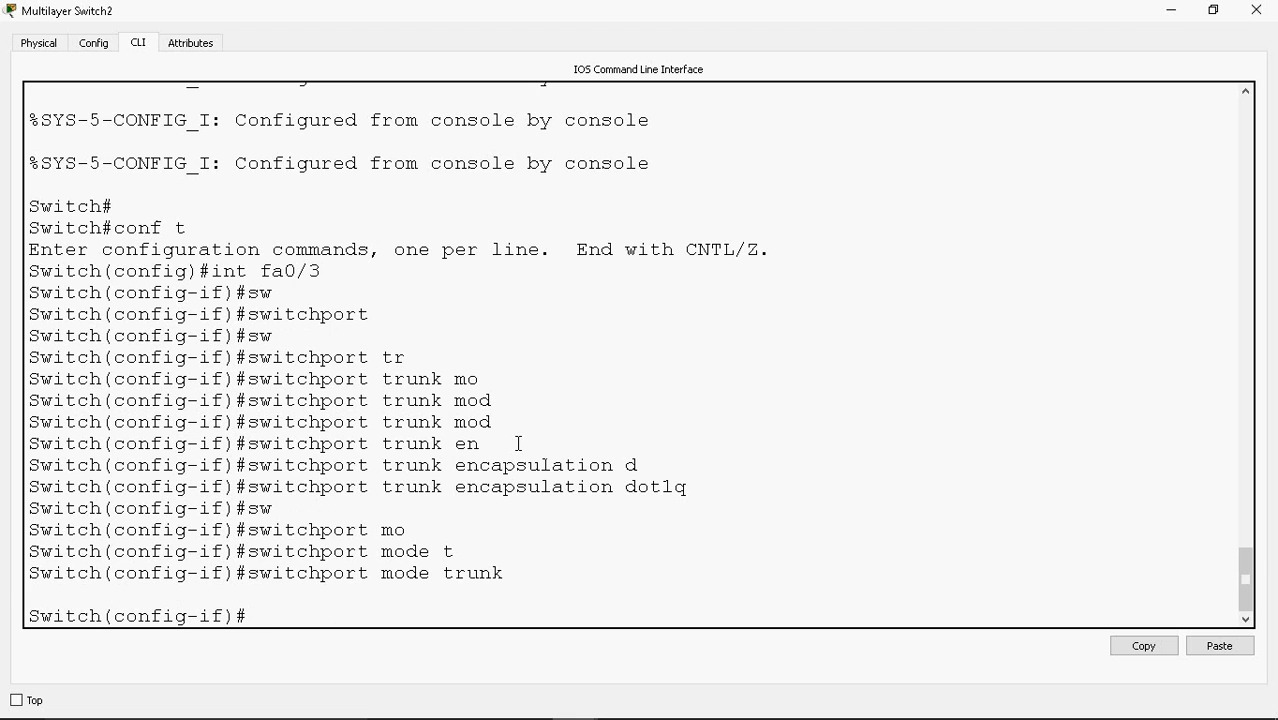 Multilayer Switch2
Physical Config CLI Attributes
IOS Command Line Interface
%SYS-5-CONFIG_I: Configured from console by console
%SYS-5-CONFIG_I: Configured from console by console
Switch#
Switch#conf t
Enter configuration commands, one per line.  End with CNTL/Z.
Switch(config)#int fa0/3
Switch(config-if)#sw
Switch(config-if)#switchport
Switch(config-if)#sw
Switch(config-if)#switchport tr
Switch(config-if)#switchport trunk mo
Switch(config-if)#switchport trunk mod
Switch(config-if)#switchport trunk mod
Switch(config-if)#switchport trunk en
Switch(config-if)#switchport trunk encapsulation d
Switch(config-if)#switchport trunk encapsulation dot1q
Switch(config-if)#sw
Switch(config-if)#switchport mo
Switch(config-if)#switchport mode t
Switch(config-if)#switchport mode trunk
Switch(config-if)#
Copy Paste
Top